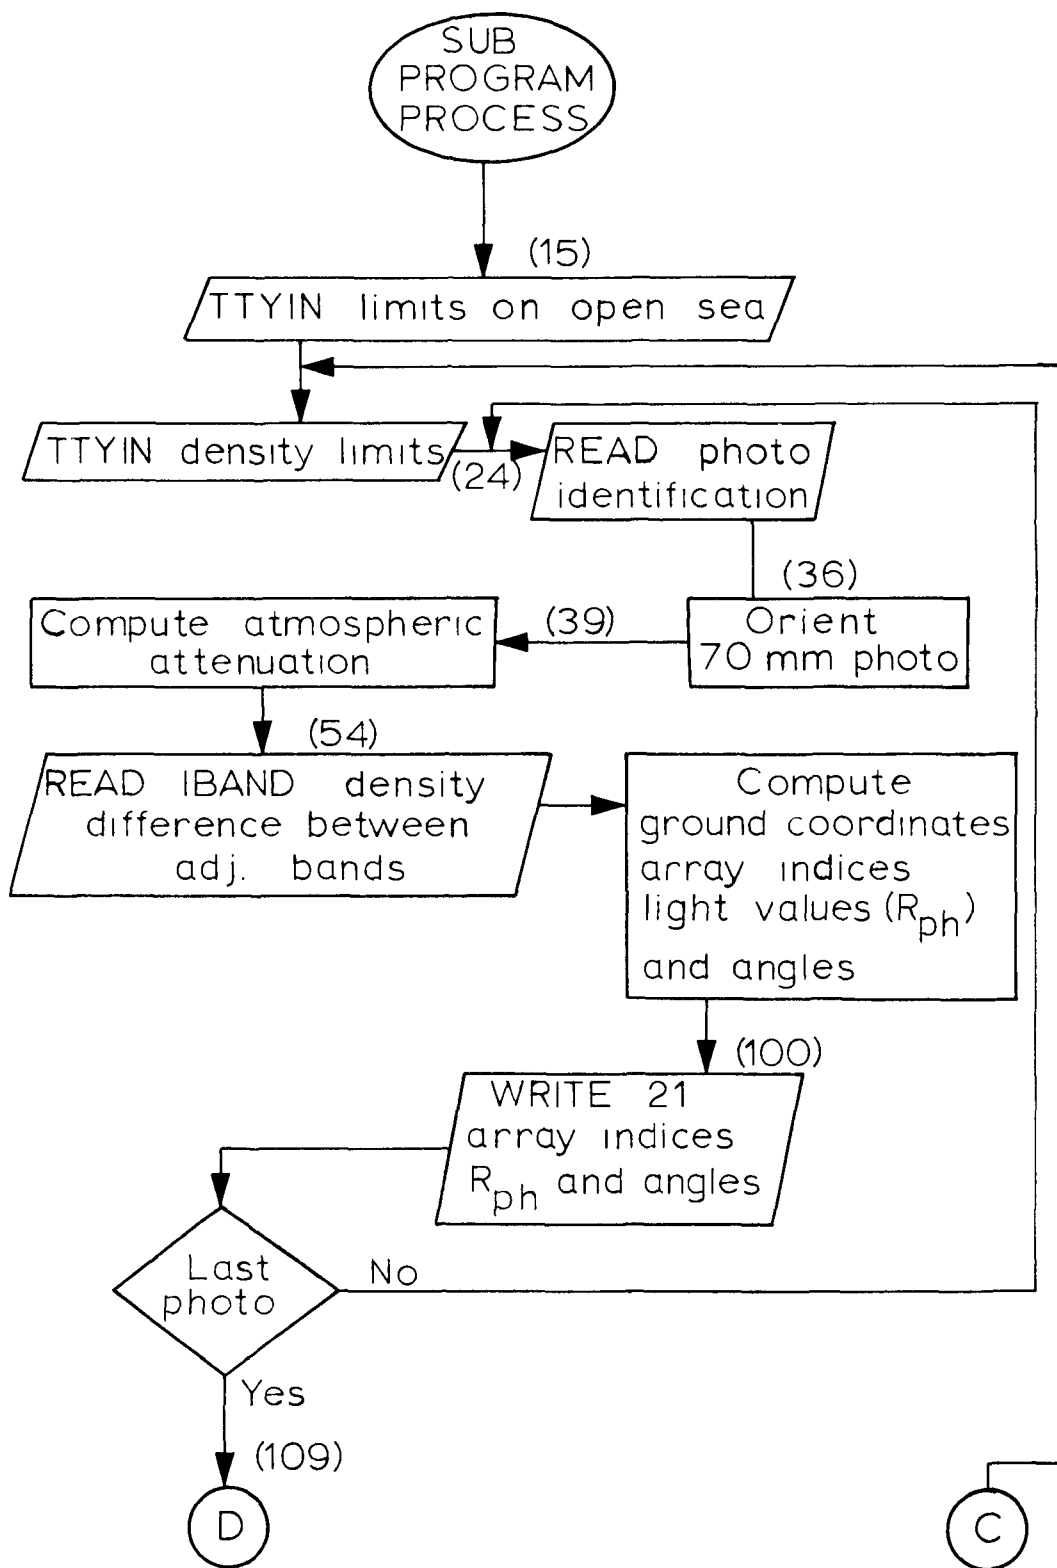 SUB
PROGRAM
PROCESS
(15)
TTYIN limits on open sea
TTYIN density limits
(24)
READ photo
identification
(36)
Orient
70 mm photo
(39)
Compute atmospheric
attenuation
(54)
READ IBAND density
difference between
adj. bands
Compute
ground coordinates
array indices
light values (Rph)
and angles
(100)
WRITE 21
array indices
Rph and angles
Last
photo
No
Yes
(109)
D
C